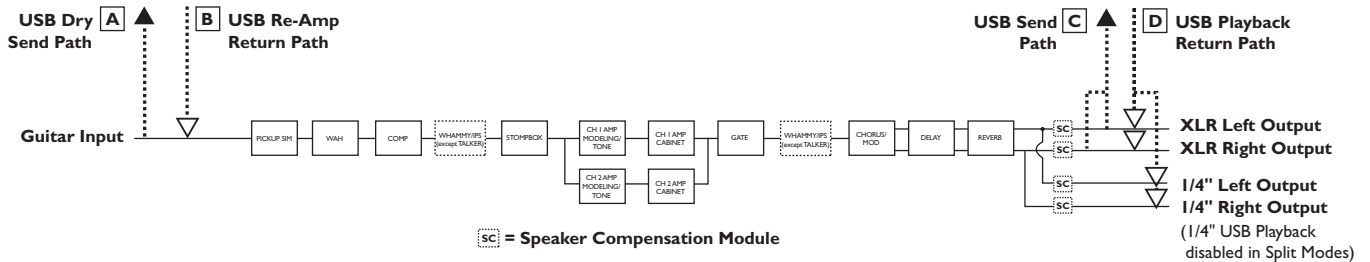 USB Dry A
Send Path
B USB Re-Amp
Return Path
USB Send C
Path
D USB Playback
Return Path
Guitar Input
PICKUP SIM
WAH
COMP
WHAMMY/IPS
(except TALKER)
STOMPBOX
CH 1 AMP
MODELING/
TONE
CH 1 AMP
CABINET
CH 2 AMP
MODELING/
TONE
CH 2 AMP
CABINET
GATE
WHAMMY/IPS
(except TALKER)
CHORUS/
MOD
DELAY
REVERB
SC
SC
SC
SC
XLR Left Output
XLR Right Output
1/4" Left Output
1/4" Right Output
(1/4" USB Playback
disabled in Split Modes)
SC = Speaker Compensation Module